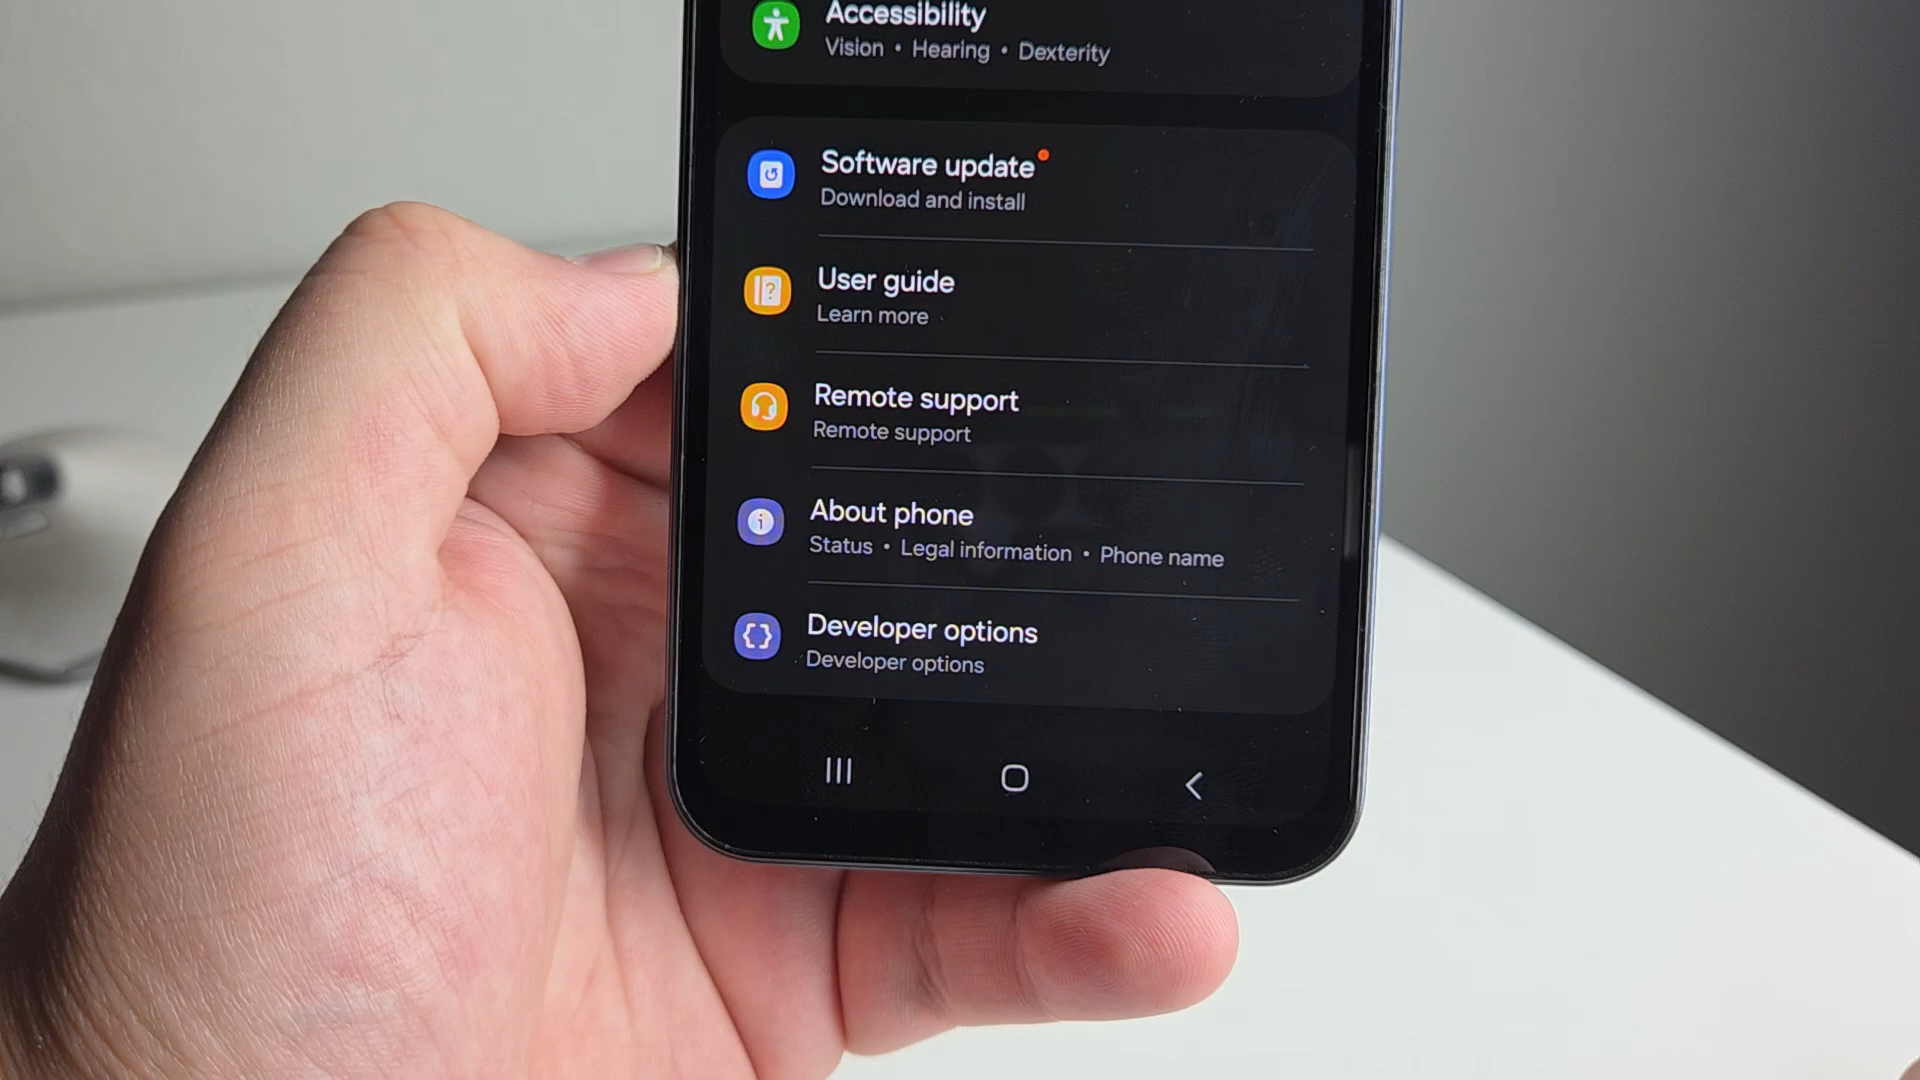 Accessibility
Vision • Hearing • Dexterity
Software update
Download and install
User guide
Learn more
Remote support
Remote support
About phone
Status • Legal information • Phone name
Developer options
Developer options